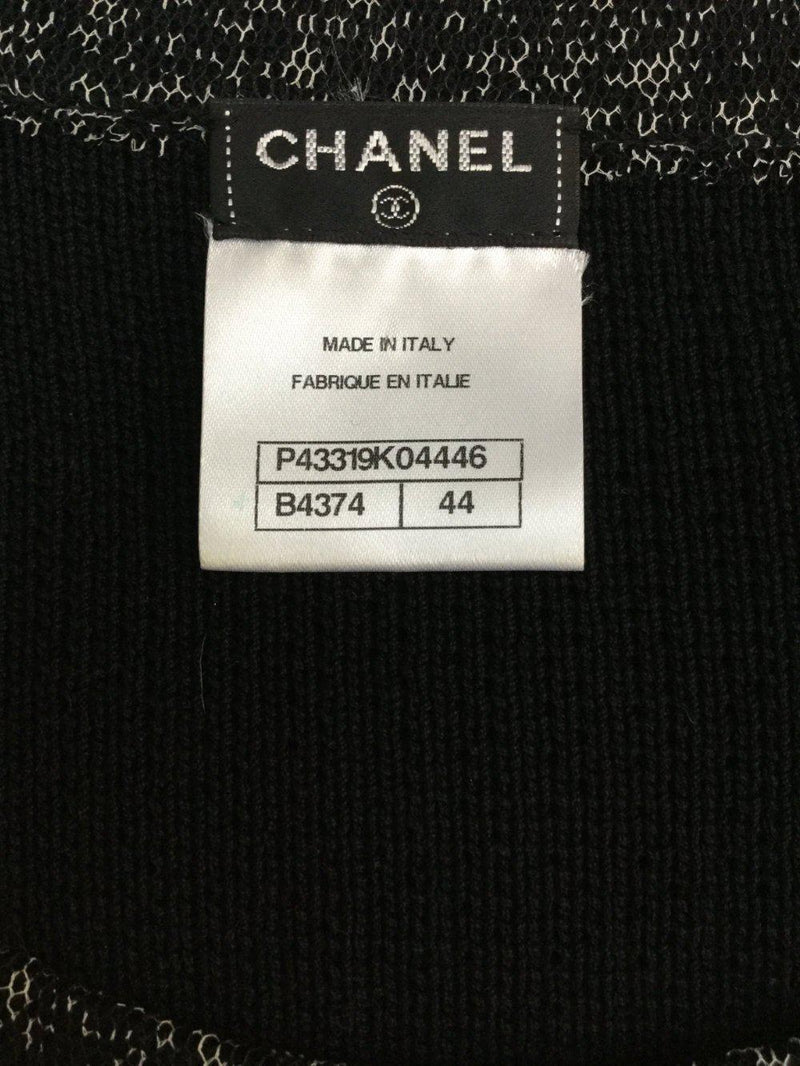 CHANEL
MADE IN ITALY
FABRIQUE EN ITALIE
P43319K04446
B4374 44